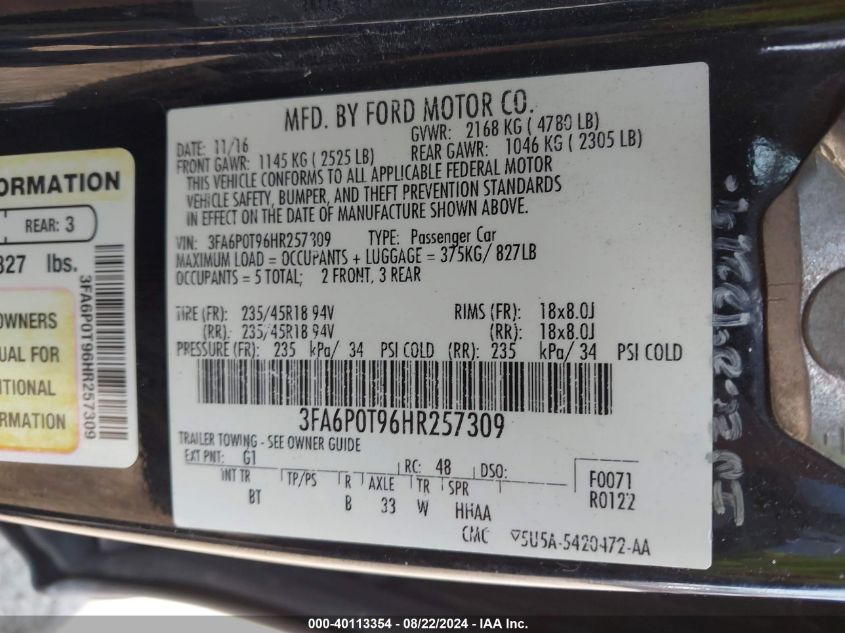 MFD. BY FORD MOTOR CO.
DATE: 11/16
GVWR: 2168 KG ( 4780 LB)
FRONT GAWR: 1145 KG ( 2525 LB)
REAR GAWR: 1046 KG ( 2305 LB)
THIS VEHICLE CONFORMS TO ALL APPLICABLE FEDERAL MOTOR
VEHICLE SAFETY, BUMPER, AND THEFT PREVENTION STANDARDS
IN EFFECT ON THE DATE OF MANUFACTURE SHOWN ABOVE.
VIN: 3FA6P0T96HR257309 TYPE: Passenger Car
MAXIMUM LOAD = OCCUPANTS + LUGGAGE = 375KG/ 827LB
OCCUPANTS = 5 TOTAL; 2 FRONT, 3 REAR
TIRE (FR): 235/45R18 94V RIMS (FR): 18x8.0J
(RR): 235/45R18 94V (RR): 18x8.0J
PRESSURE (FR): 235 kPa/ 34 PSI COLD (RR): 235 kPa/ 34 PSI COLD
3FA6P0T96HR257309
TRAILER TOWING - SEE OWNER GUIDE
EXT PNT: G1 RC: 48 DSO:
F0071
R0122
INT TR TP/PS R AXLE TR SPR
BT B 33 W HHAA
CMC 5U5A-5420472-AA
ORMATION
REAR: 3
827 lbs.
OWNERS
UAL FOR
ITIONAL
ORMATION
3FA6P0T96HR257309
000-40113354 - 08/22/2024 - IAA Inc.